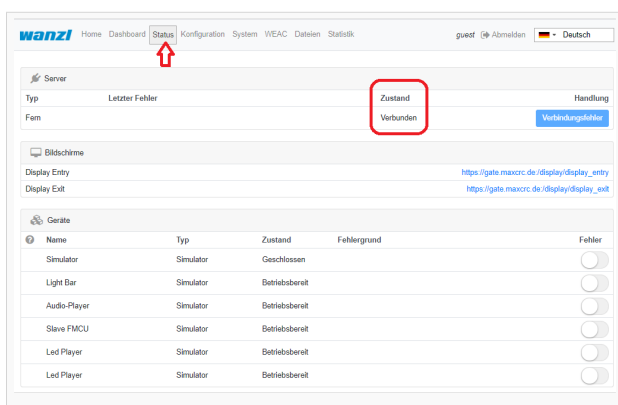 wanzl Home Dashboard Status Konfiguration System WEAC Dateien Statistik guest Abmelden Deutsch
Server
Typ Letzter Fehler Zustand Handlung
Fern Verbunden Verbindungsfehler
Bildschirme
Display Entry https://gate.maxcrc.de:/display/display_entry
Display Exit https://gate.maxcrc.de:/display/display_exit
Geräte
? Name Typ Zustand Fehlergrund Fehler
Simulator Simulator Geschlossen
Light Bar Simulator Betriebsbereit
Audio-Player Simulator Betriebsbereit
Slave FMCU Simulator Betriebsbereit
Led Player Simulator Betriebsbereit
Led Player Simulator Betriebsbereit